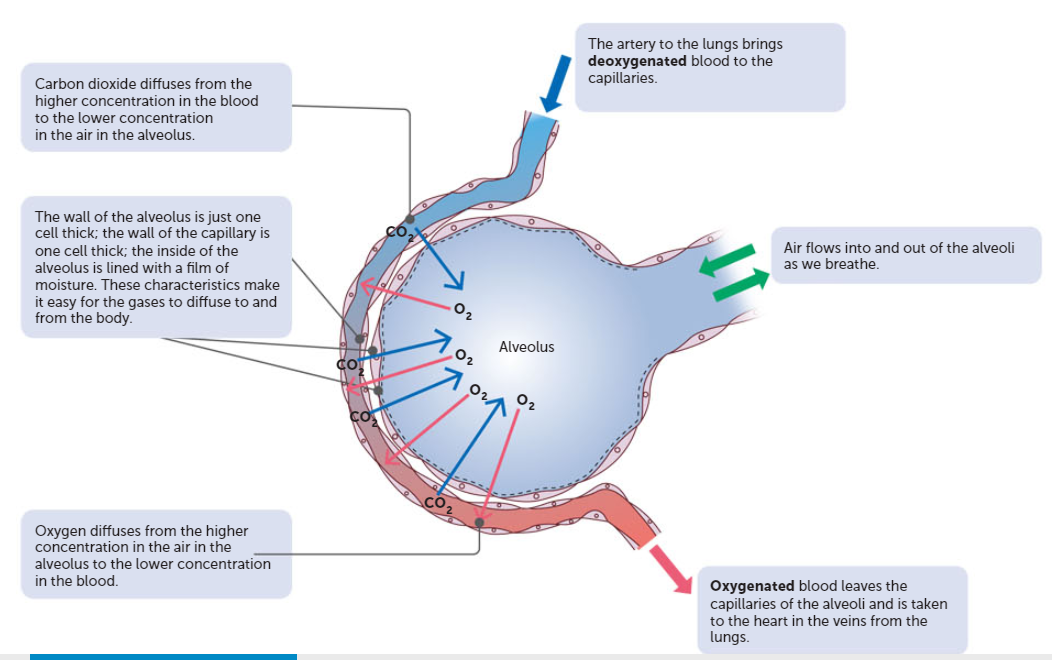 The artery to the lungs brings
deoxygenated blood to the
capillaries.
Carbon dioxide diffuses from the
higher concentration in the blood
to the lower concentration
in the air in the alveolus.
The wall of the alveolus is just one
cell thick; the wall of the capillary is
one cell thick; the inside of the
alveolus is lined with a film of
moisture. These characteristics make
it easy for the gases to diffuse to and
from the body.
Air flows into and out of the alveoli
as we breathe.
CO₂
O₂
Alveolus
CO₂
O₂
CO₂
O₂
O₂
CO₂
Oxygen diffuses from the higher
concentration in the air in the
alveolus to the lower concentration
in the blood.
Oxygenated blood leaves the
capillaries of the alveoli and is taken
to the heart in the veins from the
lungs.